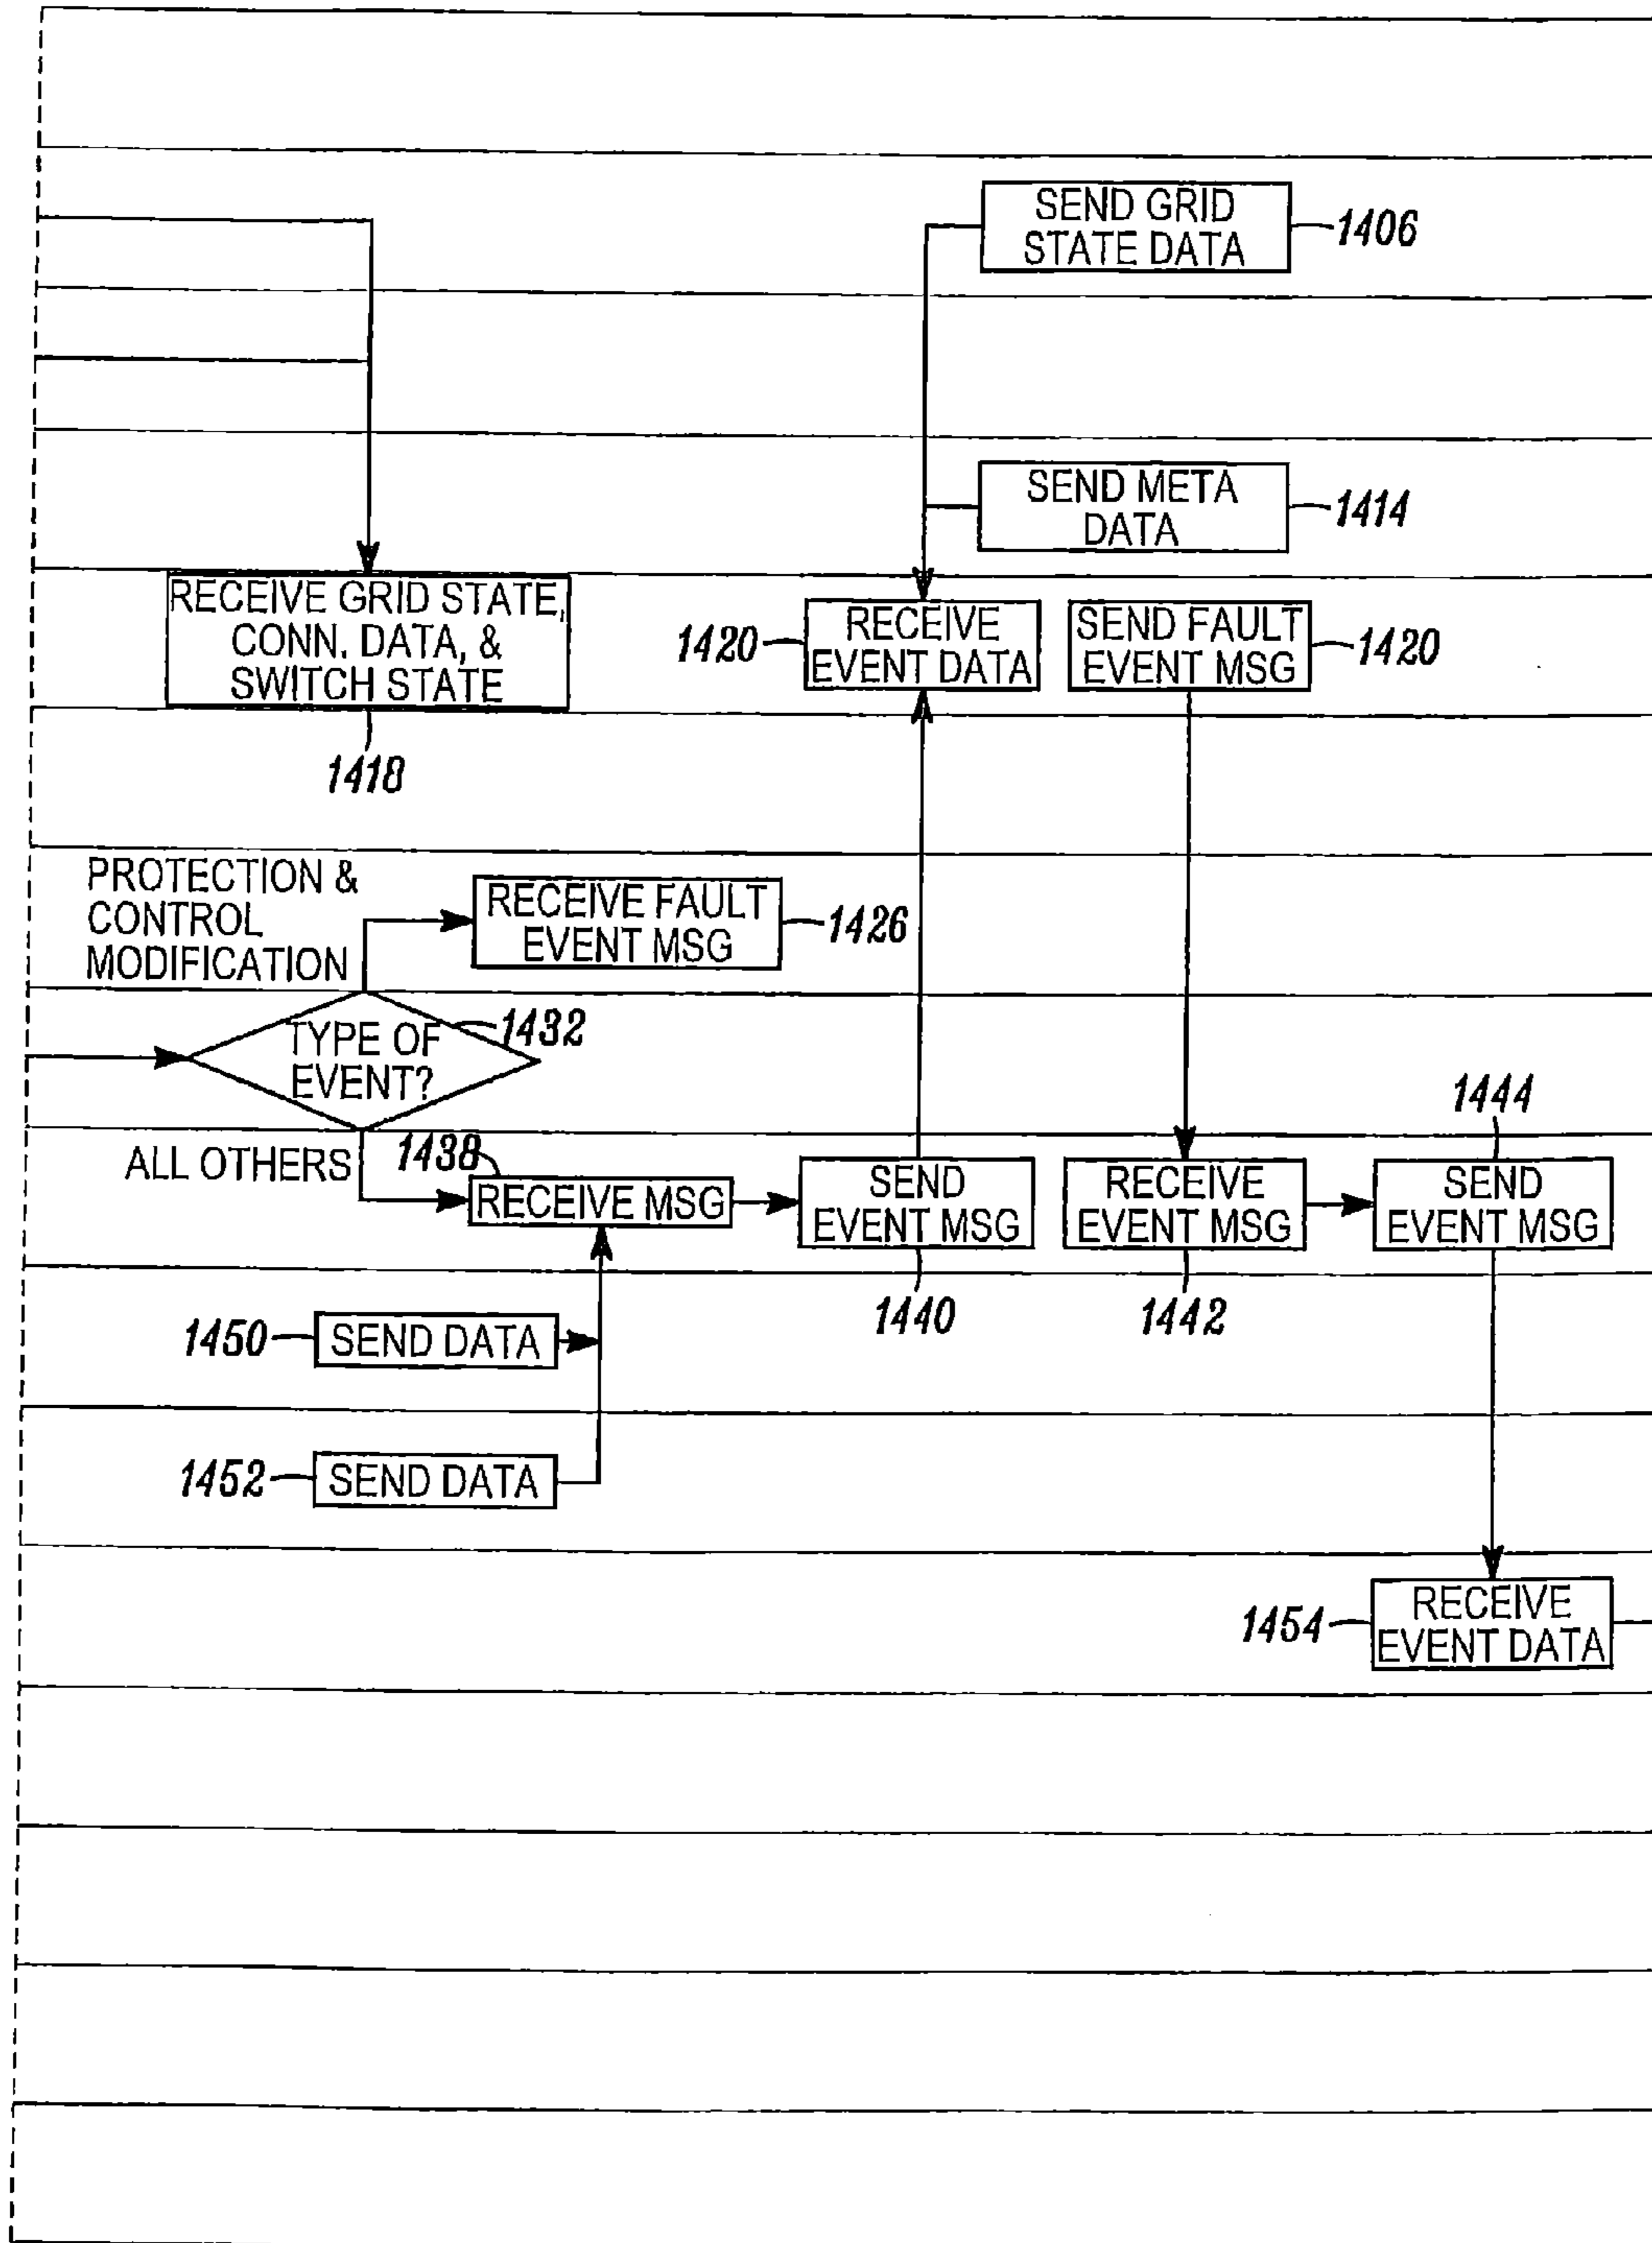 SEND GRID
STATE DATA
1406
SEND META
DATA
1414
RECEIVE GRID STATE,
CONN. DATA, &
SWITCH STATE
1418
1420
RECEIVE
EVENT DATA
SEND FAULT
EVENT MSG
1420
PROTECTION &
CONTROL
MODIFICATION
RECEIVE FAULT
EVENT MSG
1426
TYPE OF
EVENT?
1432
ALL OTHERS
1438
RECEIVE MSG
SEND
EVENT MSG
1440
RECEIVE
EVENT MSG
1442
1444
SEND
EVENT MSG
1450
SEND DATA
1452
SEND DATA
1454
RECEIVE
EVENT DATA